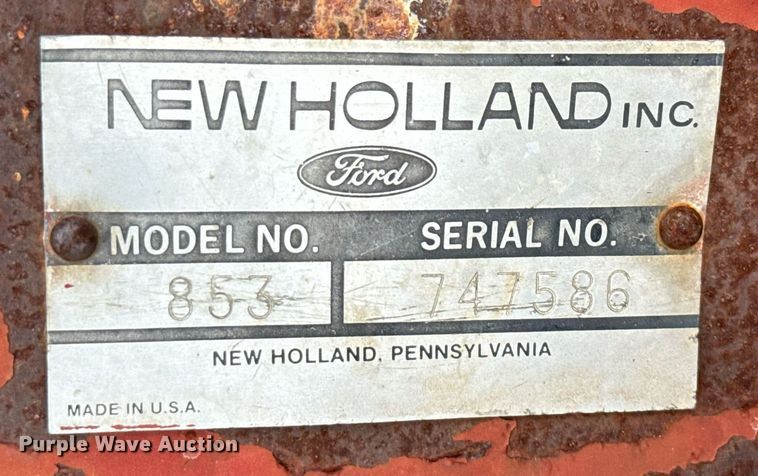 NEW HOLLAND INC.
Ford
MODEL NO. SERIAL NO.
853 747586
NEW HOLLAND, PENNSYLVANIA
MADE IN U.S.A.
Purple Wave Auction